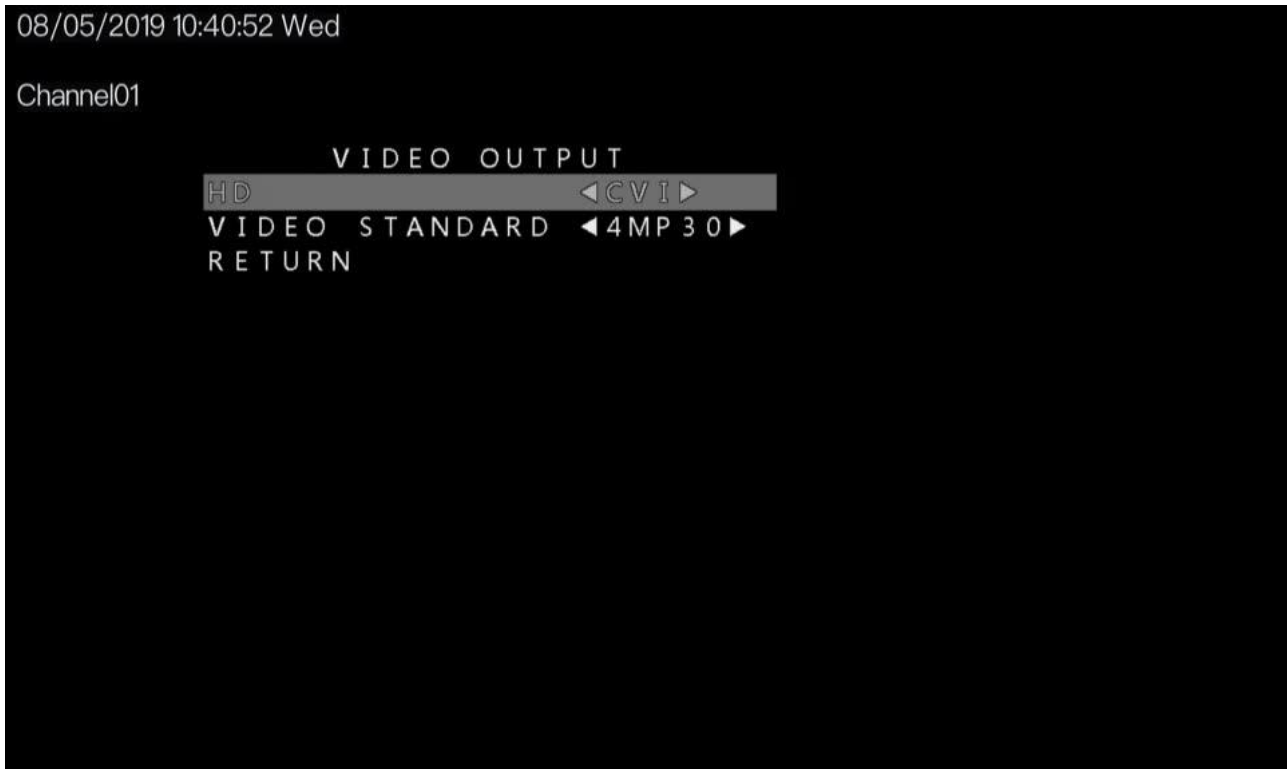 08/05/2019 10:40:52 Wed
Channel01
VIDEO OUTPUT
HD ◀CVI▶
VIDEO STANDARD ◀4MP30▶
RETURN